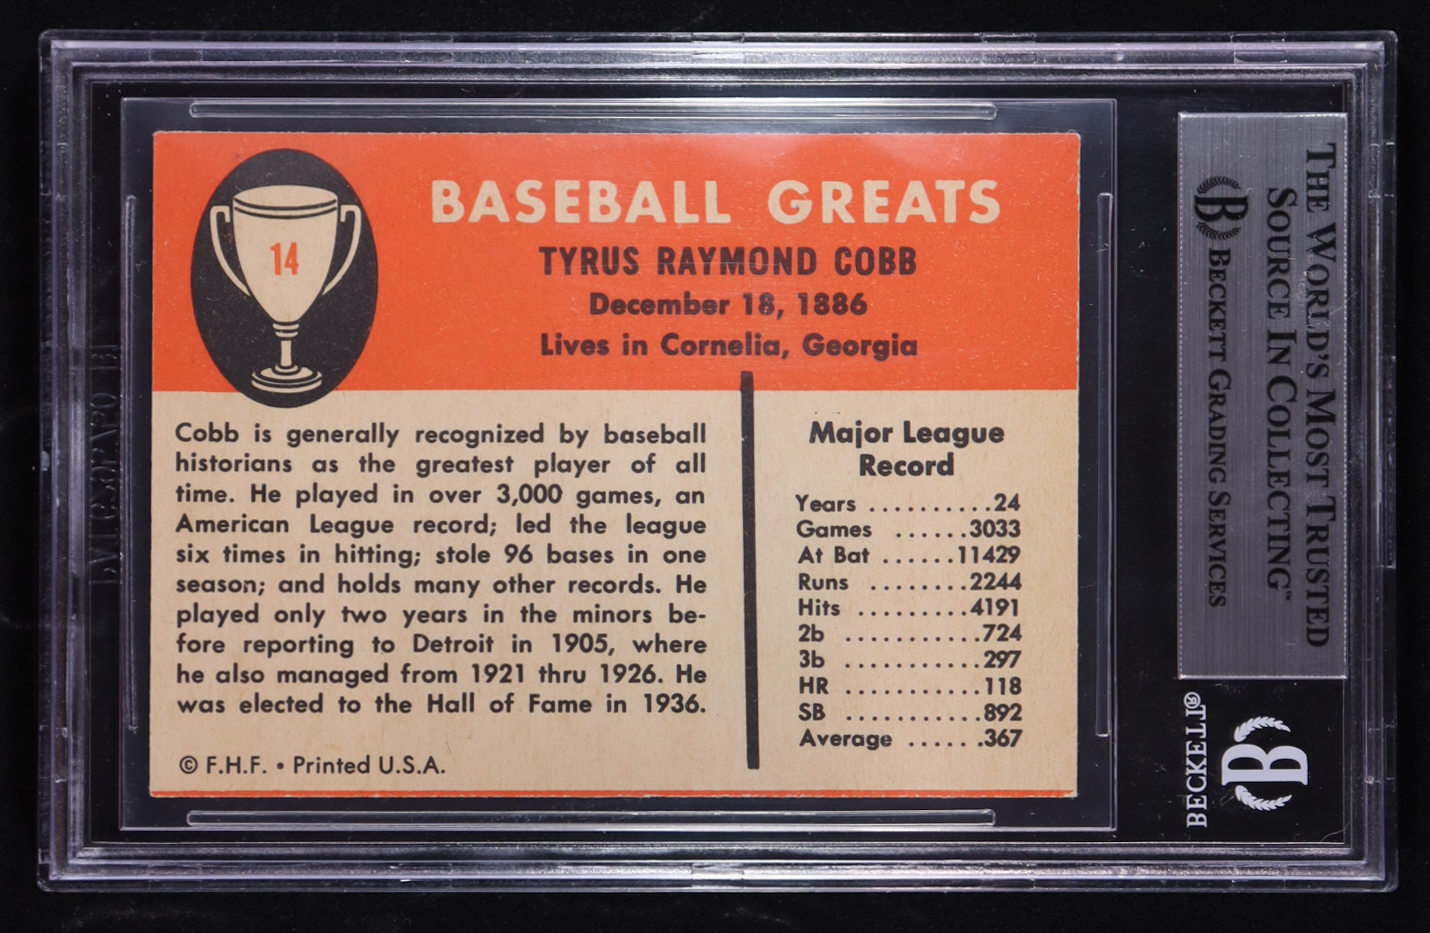 14
BASEBALL GREATS
TYRUS RAYMOND COBB
December 18, 1886
Lives in Cornelia, Georgia
Cobb is generally recognized by baseball
historians as the greatest player of all
time. He played in over 3,000 games, an
American League record; led the league
six times in hitting; stole 96 bases in one
season; and holds many other records. He
played only two years in the minors be-
fore reporting to Detroit in 1905, where
he also managed from 1921 thru 1926. He
was elected to the Hall of Fame in 1936.
© F.H.F. • Printed U.S.A.
Major League
Record
Years ..........24
Games ......3033
At Bat ......11429
Runs ........2244
Hits .........4191
2b ...........724
3b ...........297
HR ...........118
SB ...........892
Average ......367
THE WORLD'S MOST TRUSTED
SOURCE IN COLLECTING™
B BECKETT GRADING SERVICES
BECKETT®
B